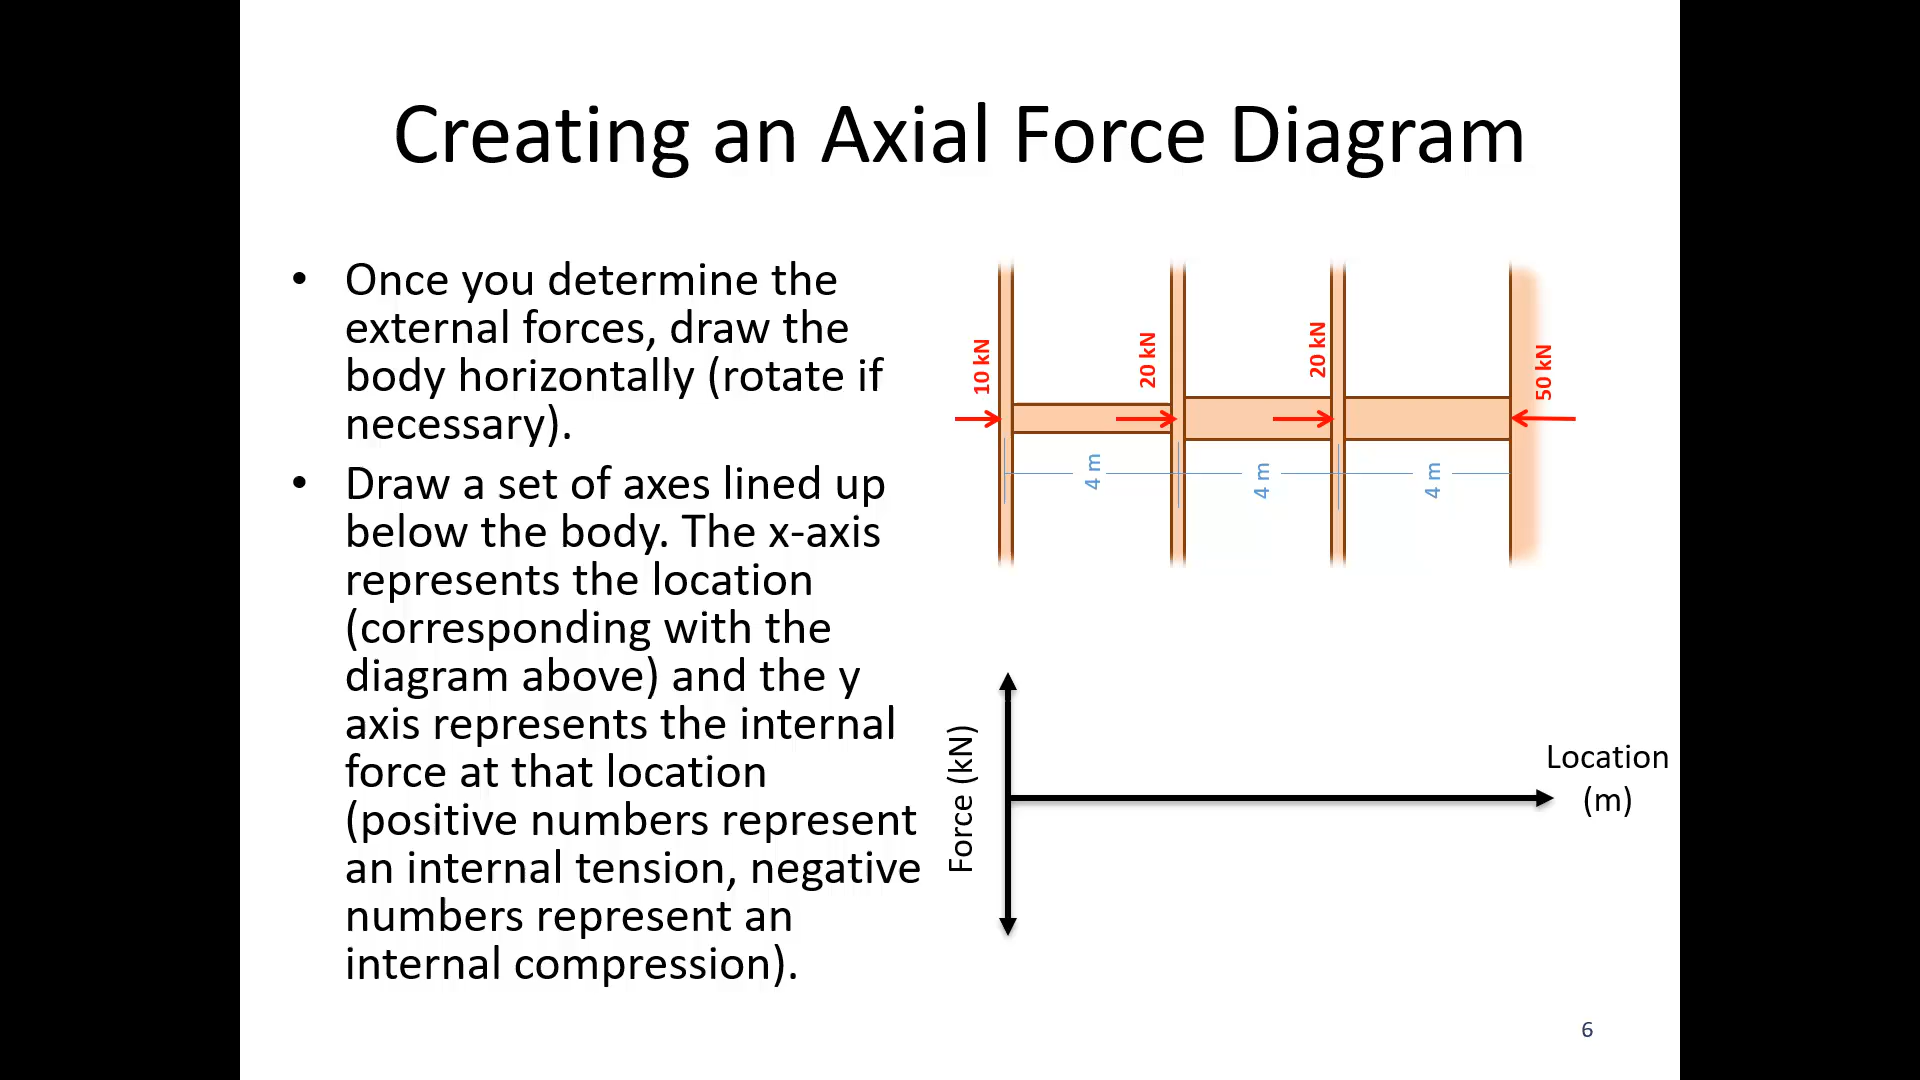 Creating an Axial Force Diagram
• Once you determine the
external forces, draw the
body horizontally (rotate if
necessary).
• Draw a set of axes lined up
below the body. The x-axis
represents the location
(corresponding with the
diagram above) and the y
axis represents the internal
force at that location
(positive numbers represent
an internal tension, negative
numbers represent an
internal compression).
10 kN
20 kN
20 kN
50 kN
4 m
4 m
4 m
Force (kN)
Location
(m)
6